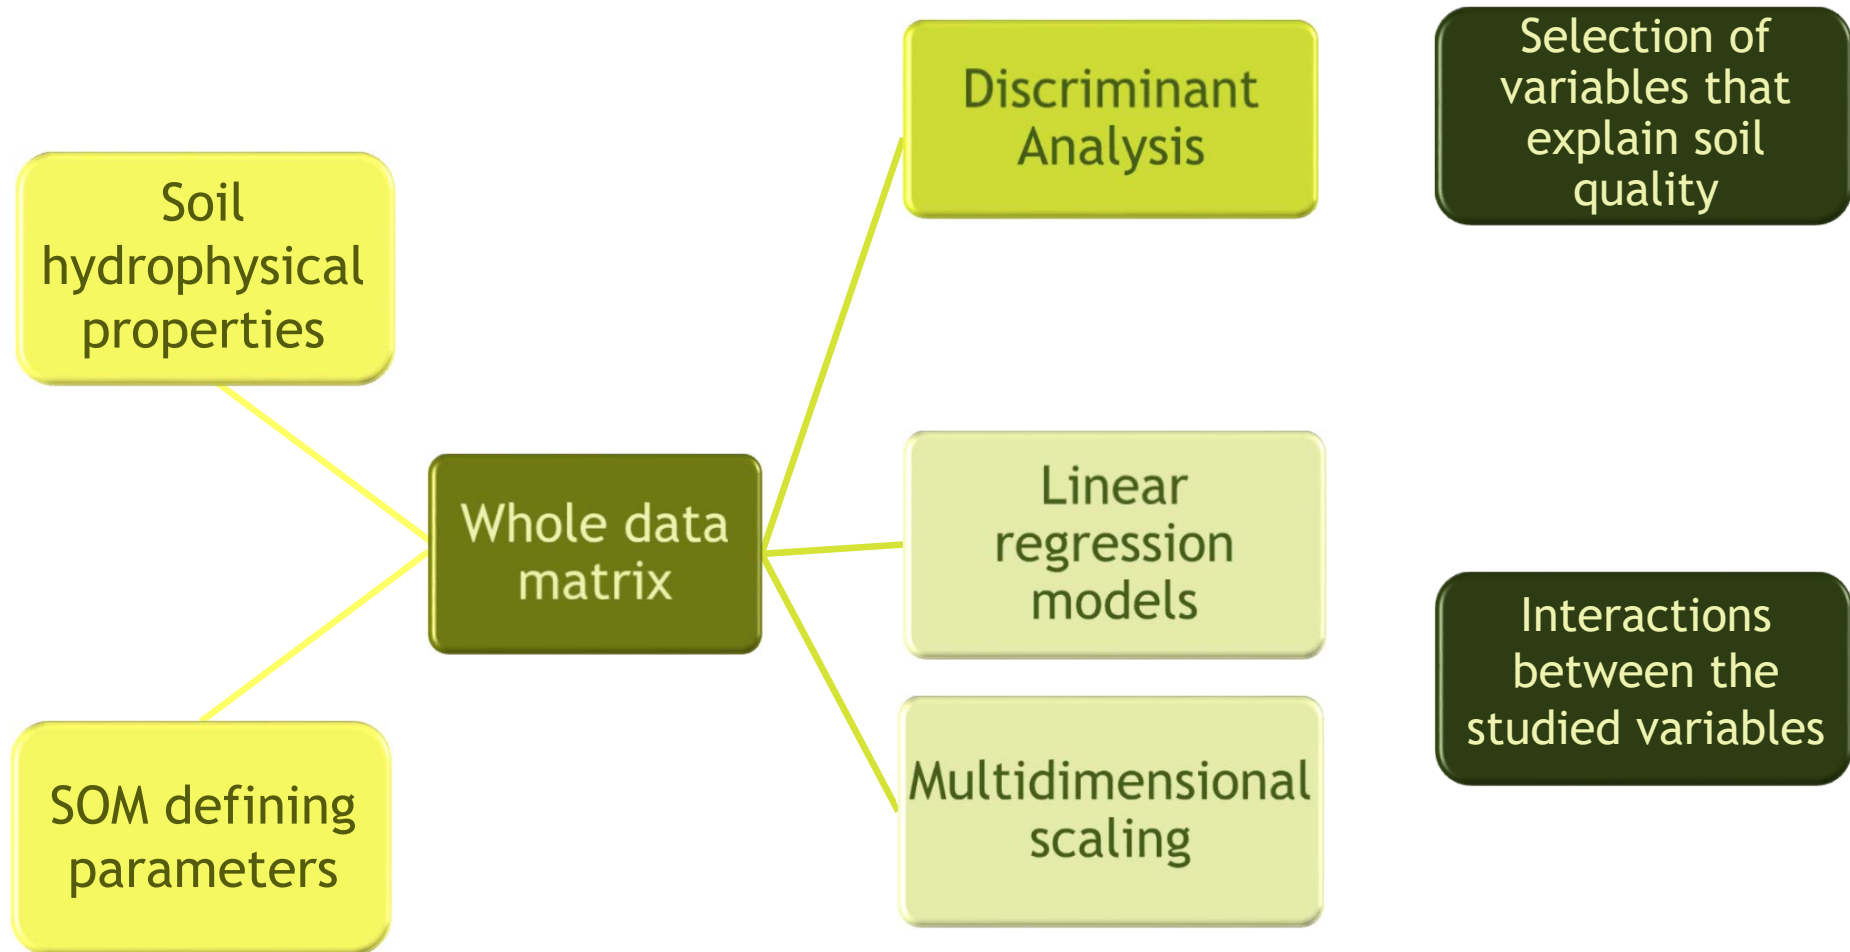 Soil
hydrophysical
properties
SOM defining
parameters
Whole data
matrix
Discriminant
Analysis
Linear
regression
models
Multidimensional
scaling
Selection of
variables that
explain soil
quality
Interactions
between the
studied variables